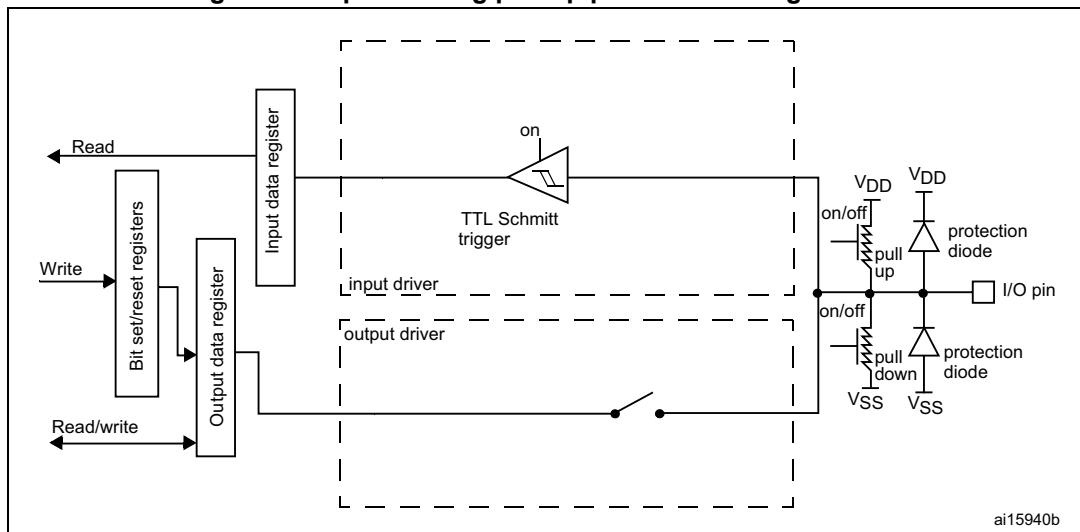 on
Read
Input data register
TTL Schmitt
trigger
VDD
VDD
on/off
pull
up
protection
diode
Bit set/reset registers
Write
Output data register
input driver
I/O pin
output driver
on/off
pull
down
protection
diode
VSS
VSS
Read/write
ai15940b